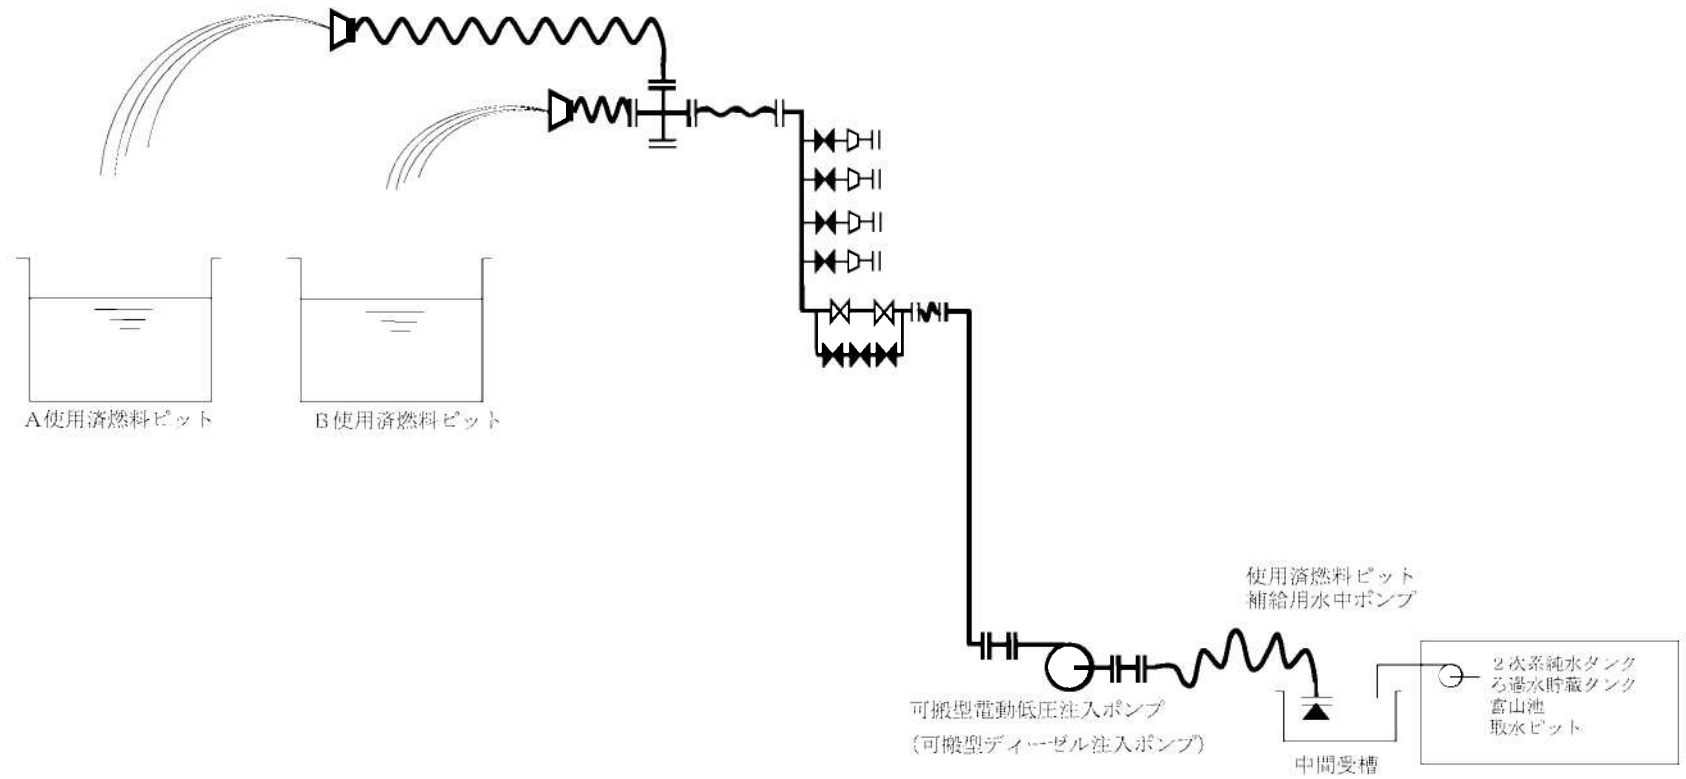 A使用済燃料ピット
B使用済燃料ピット
使用済燃料ピット
補給用水中ポンプ
2次系純水タンク
ろ過水貯蔵タンク
宮山池
取水ピット
可搬型電動低圧注入ポンプ
(可搬型ディーゼル注入ポンプ)
中間受槽